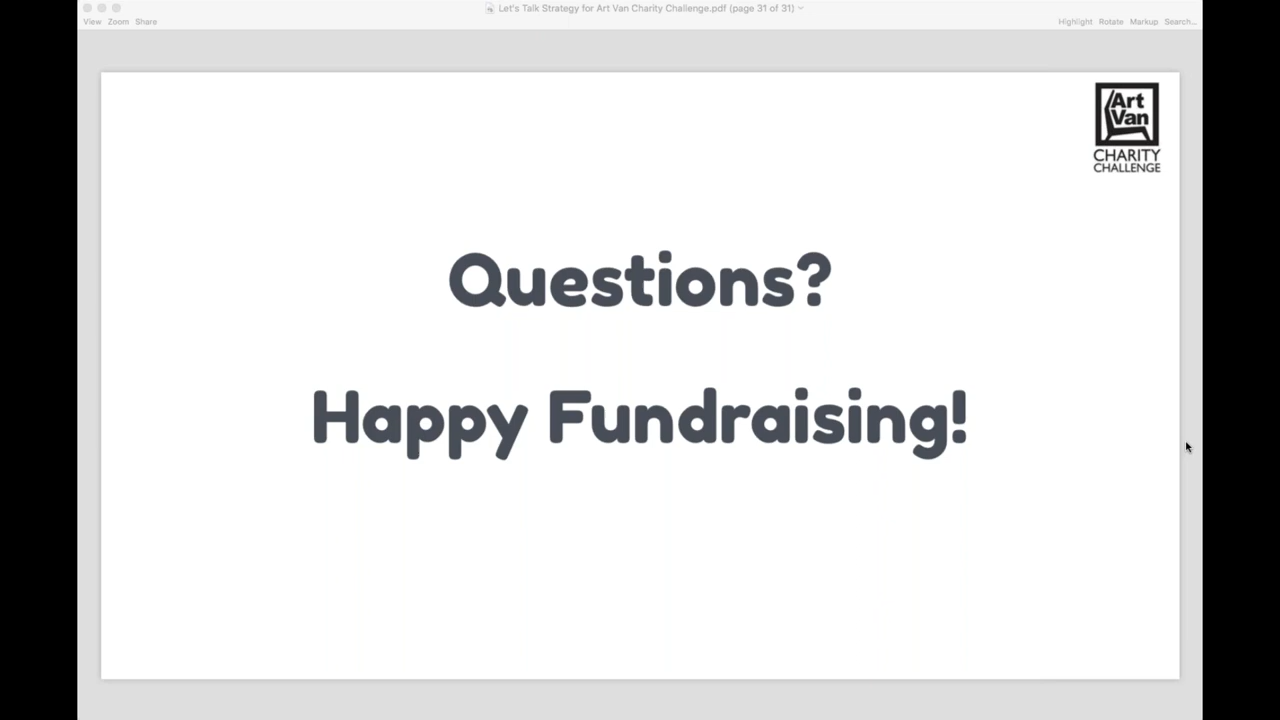 Let's Talk Strategy for Art Van Charity Challenge.pdf (page 31 of 31)
View Zoom Share
Highlight Rotate Markup Search...
Art
Van
CHARITY
CHALLENGE
Questions?
Happy Fundraising!